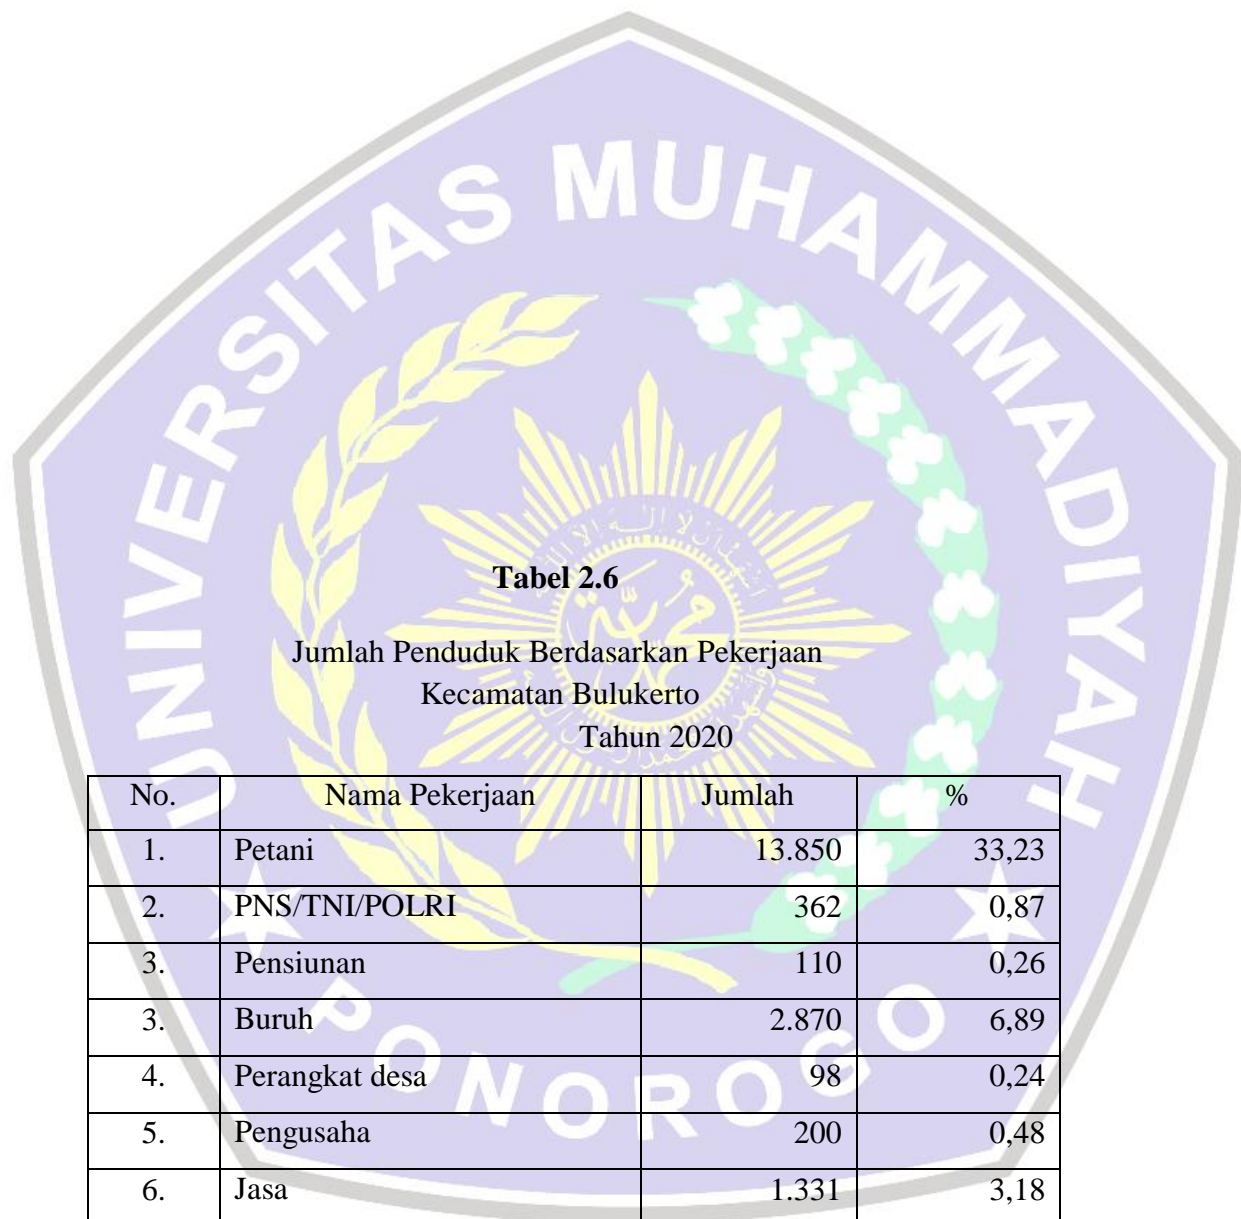 UNIVERSITAS MUHAMMADIYAH
PONOROGO
Tabel 2.6
Jumlah Penduduk Berdasarkan Pekerjaan
Kecamatan Bulukerto
Tahun 2020
No. Nama Pekerjaan Jumlah %
1. Petani 13.850 33,23
2. PNS/TNI/POLRI 362 0,87
3. Pensiunan 110 0,26
3. Buruh 2.870 6,89
4. Perangkat desa 98 0,24
5. Pengusaha 200 0,48
6. Jasa 1.331 3,18